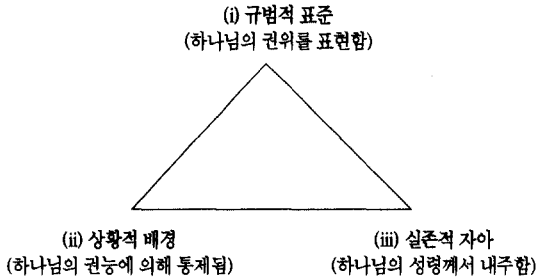 (i) 규범적 표준
(하나님의 권위를 표현함)
(ii) 상황적 배경
(하나님의 권능에 의해 통제됨)
(iii) 실존적 자아
(하나님의 성령께서 내주함)